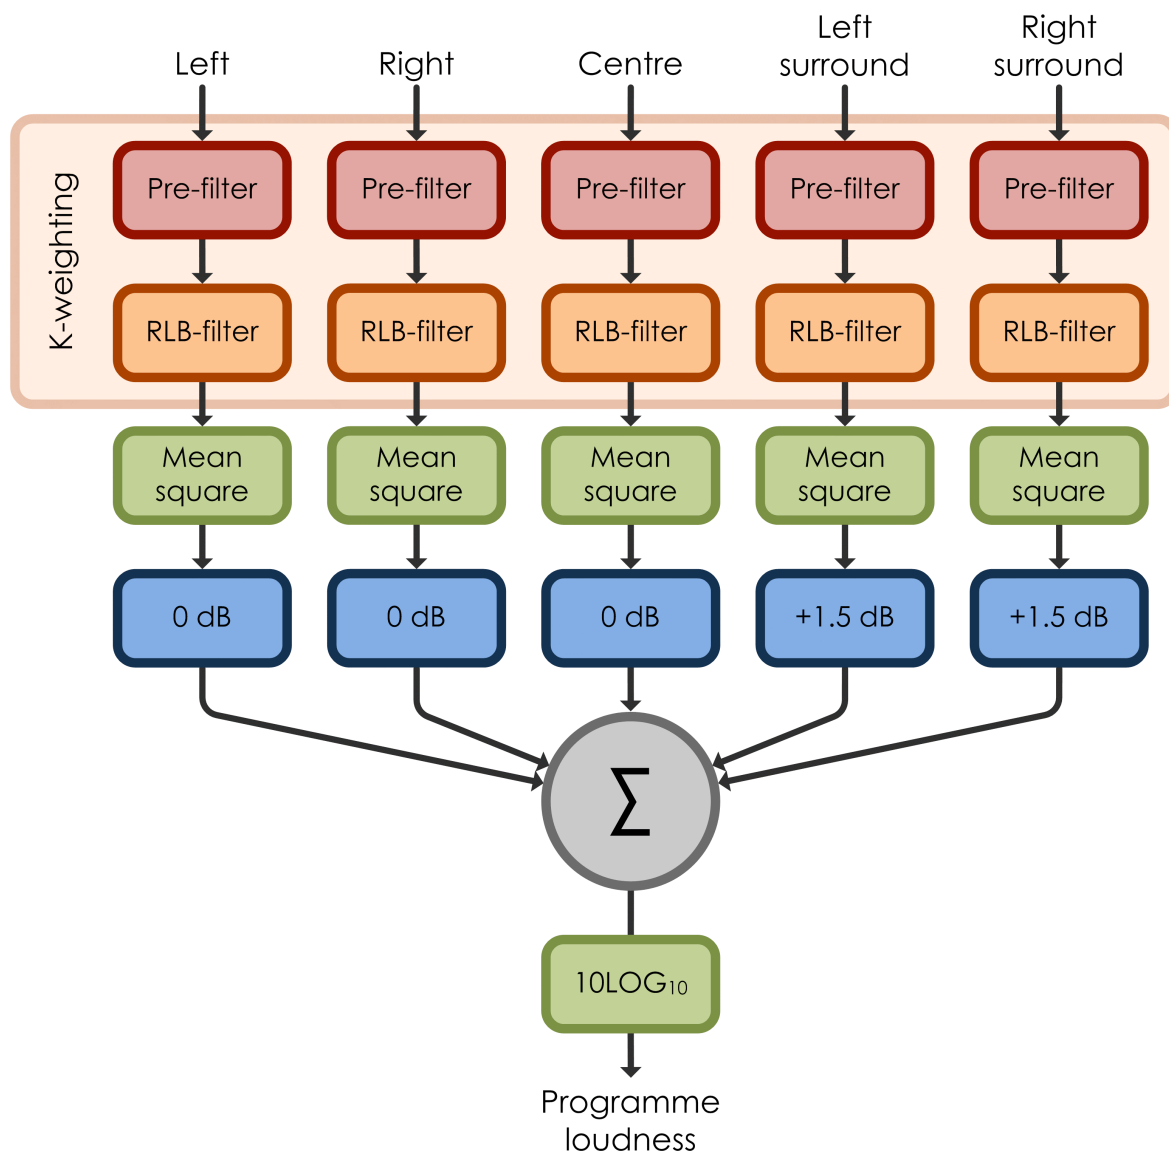 Left
Right
Centre
Left
surround
Right
surround
K-weighting
Pre-filter
Pre-filter
Pre-filter
Pre-filter
Pre-filter
RLB-filter
RLB-filter
RLB-filter
RLB-filter
RLB-filter
Mean
square
Mean
square
Mean
square
Mean
square
Mean
square
0 dB
0 dB
0 dB
+1.5 dB
+1.5 dB
Σ
10LOG₁₀
Programme
loudness